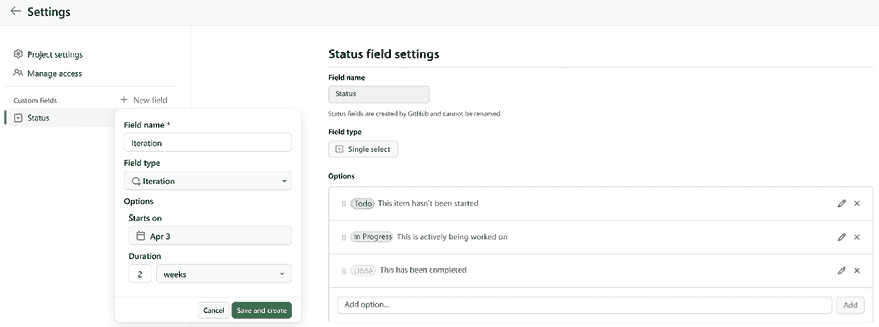 Settings
Project settings
Manage access
Custom fields
New field
Status
Field name *
Iteration
Field type
Iteration
Options
Starts on
Apr 3
Duration
2 weeks
Cancel Save and create
Status field settings
Field name
Status
Status fields are created by GitHub and cannot be renamed.
Field type
Single select
Options
Todo This item hasn't been started
In Progress This is actively being worked on
Done This has been completed
Add option... Add